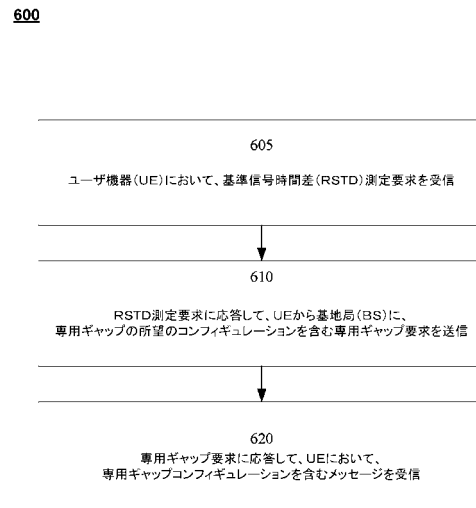 600
605
ユーザ機器(UE)において、基準信号時間差(RSTD)測定要求を受信
610
RSTD測定要求に応答して、UEから基地局(BS)に、
専用ギャップの所望のコンフィギュレーションを含む専用ギャップ要求を送信
620
専用ギャップ要求に応答して、UEにおいて、
専用ギャップコンフィギュレーションを含むメッセージを受信